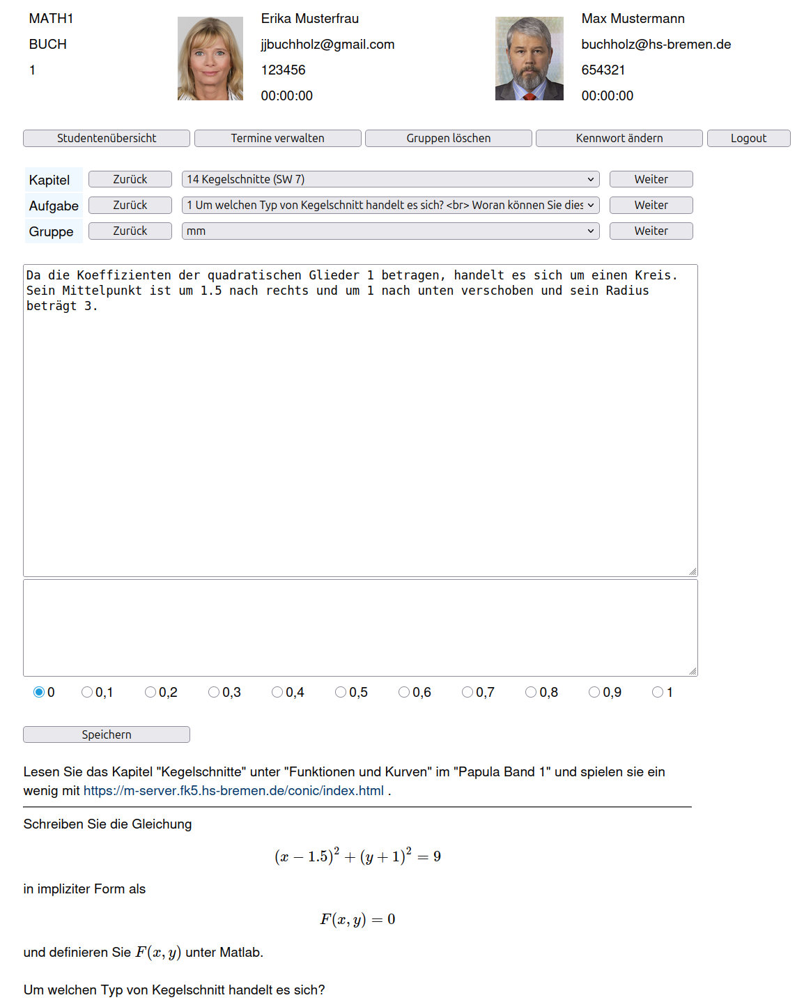 MATH1
BUCH
1
Erika Musterfrau
jjbuchholz@gmail.com
123456
00:00:00
Max Mustermann
buchholz@hs-bremen.de
654321
00:00:00
Studentenübersicht Termine verwalten Gruppen löschen Kennwort ändern Logout
Kapitel Zurück 14 Kegelschnitte (SW 7) Weiter
Aufgabe Zurück 1 Um welchen Typ von Kegelschnitt handelt es sich? <br> Woran können Sie dies Weiter
Gruppe Zurück mm Weiter
Da die Koeffizienten der quadratischen Glieder 1 betragen, handelt es sich um einen Kreis.
Sein Mittelpunkt ist um 1.5 nach rechts und um 1 nach unten verschoben und sein Radius
beträgt 3.
0 0,1 0,2 0,3 0,4 0,5 0,6 0,7 0,8 0,9 1
Speichern
Lesen Sie das Kapitel "Kegelschnitte" unter "Funktionen und Kurven" im "Papula Band 1" und spielen sie ein
wenig mit https://m-server.fk5.hs-bremen.de/conic/index.html .
Schreiben Sie die Gleichung
(x − 1.5)² + (y + 1)² = 9
in impliziter Form als
F(x, y) = 0
und definieren Sie F(x, y) unter Matlab.
Um welchen Typ von Kegelschnitt handelt es sich?